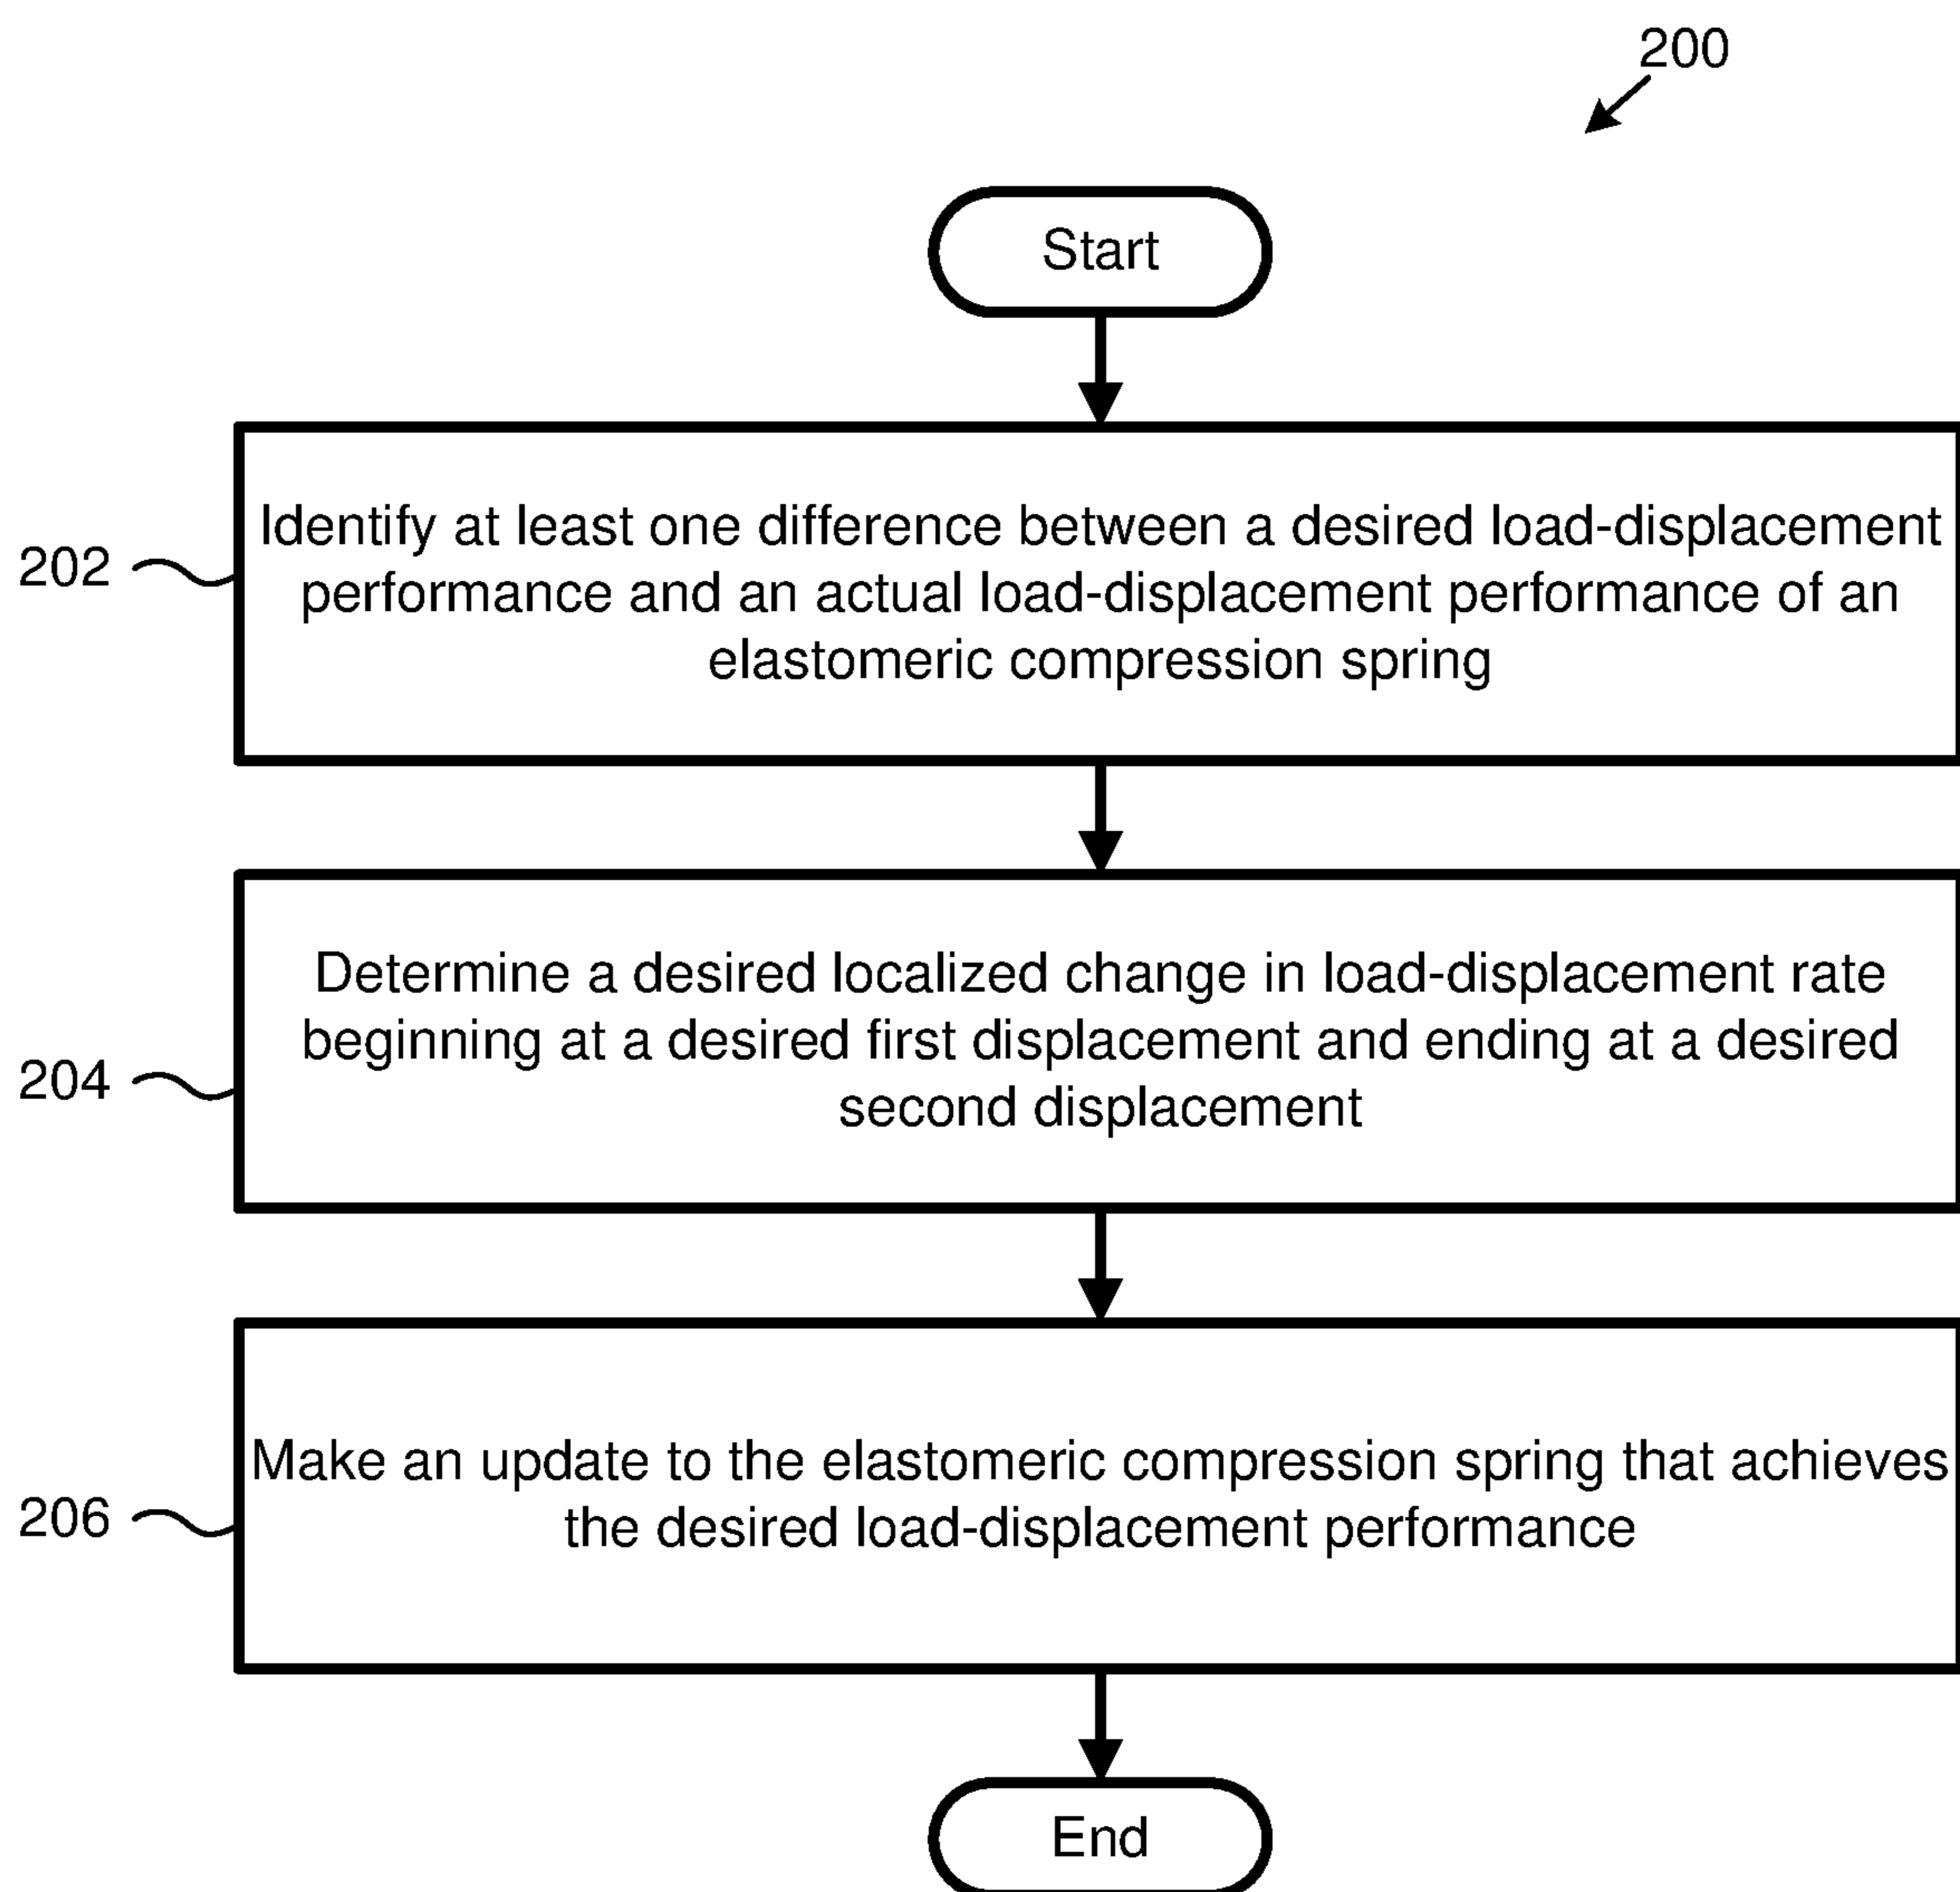 200
Start
202
Identify at least one difference between a desired load-displacement
performance and an actual load-displacement performance of an
elastomeric compression spring
204
Determine a desired localized change in load-displacement rate
beginning at a desired first displacement and ending at a desired
second displacement
206
Make an update to the elastomeric compression spring that achieves
the desired load-displacement performance
End